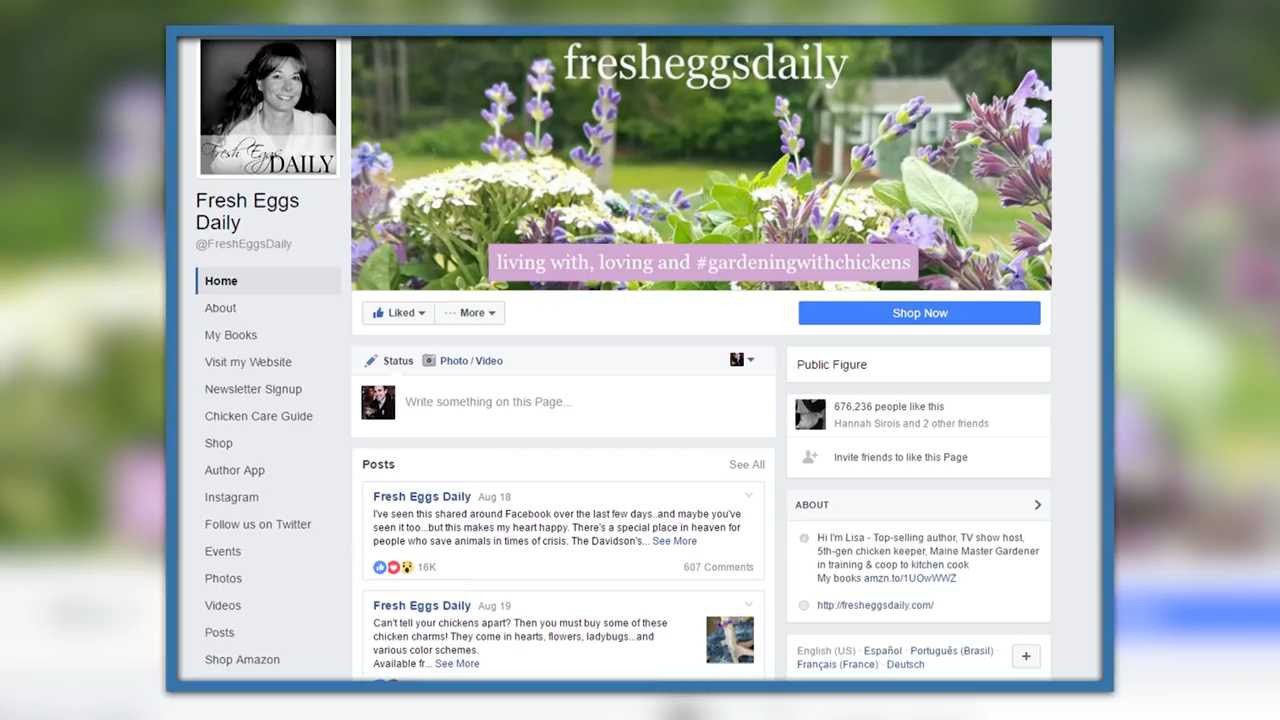 Fresh Eggs
DAILY
Fresh Eggs
Daily
@FreshEggsDaily
Home
About
My Books
Visit my Website
Newsletter Signup
Chicken Care Guide
Shop
Author App
Instagram
Follow us on Twitter
Events
Photos
Videos
Posts
Shop Amazon
fresheggsdaily
living with, loving and #gardeningwithchickens
Liked
More
Shop Now
Status
Photo / Video
Write something on this Page...
Posts
See All
Fresh Eggs Daily Aug 18
I've seen this shared around Facebook over the last few days..and maybe you've
seen it too...but this makes my heart happy. There's a special place in heaven for
people who save animals in times of crisis. The Davidson's... See More
16K
607 Comments
Fresh Eggs Daily Aug 19
Can't tell your chickens apart? Then you must buy some of these
chicken charms! They come in hearts, flowers, ladybugs...and
various color schemes.
Available fr... See More
Public Figure
676,236 people like this
Hannah Sirois and 2 other friends
Invite friends to like this Page
ABOUT
Hi I'm Lisa - Top-selling author, TV show host,
5th-gen chicken keeper, Maine Master Gardener
in training & coop to kitchen cook
My books amzn.to/1UOwWWZ
http://fresheggsdaily.com/
English (US) · Español · Português (Brasil) ·
Français (France) · Deutsch